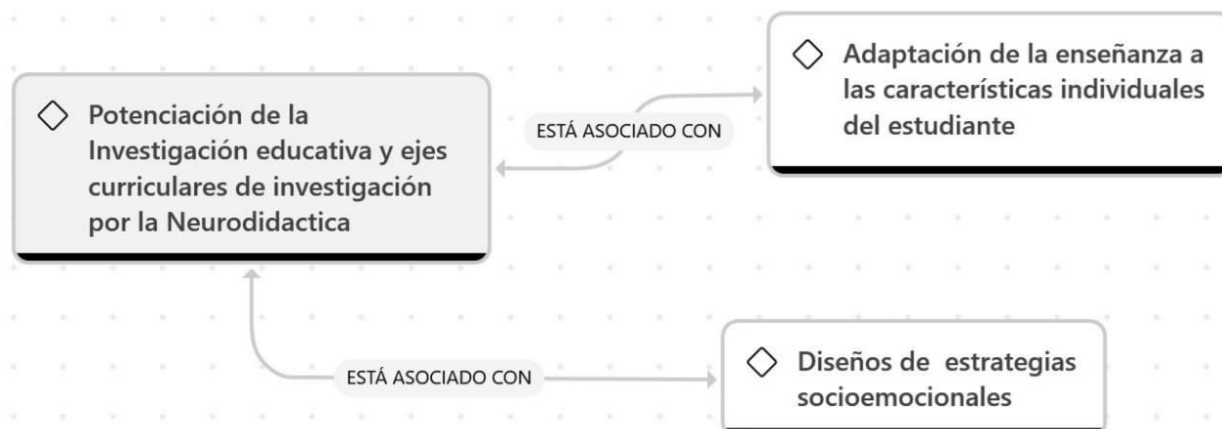 Adaptación de la enseñanza a
las características individuales
del estudiante
Potenciación de la
Investigación educativa y ejes
curriculares de investigación
por la Neurodidactica
ESTÁ ASOCIADO CON
ESTÁ ASOCIADO CON
Diseños de estrategias
socioemocionales